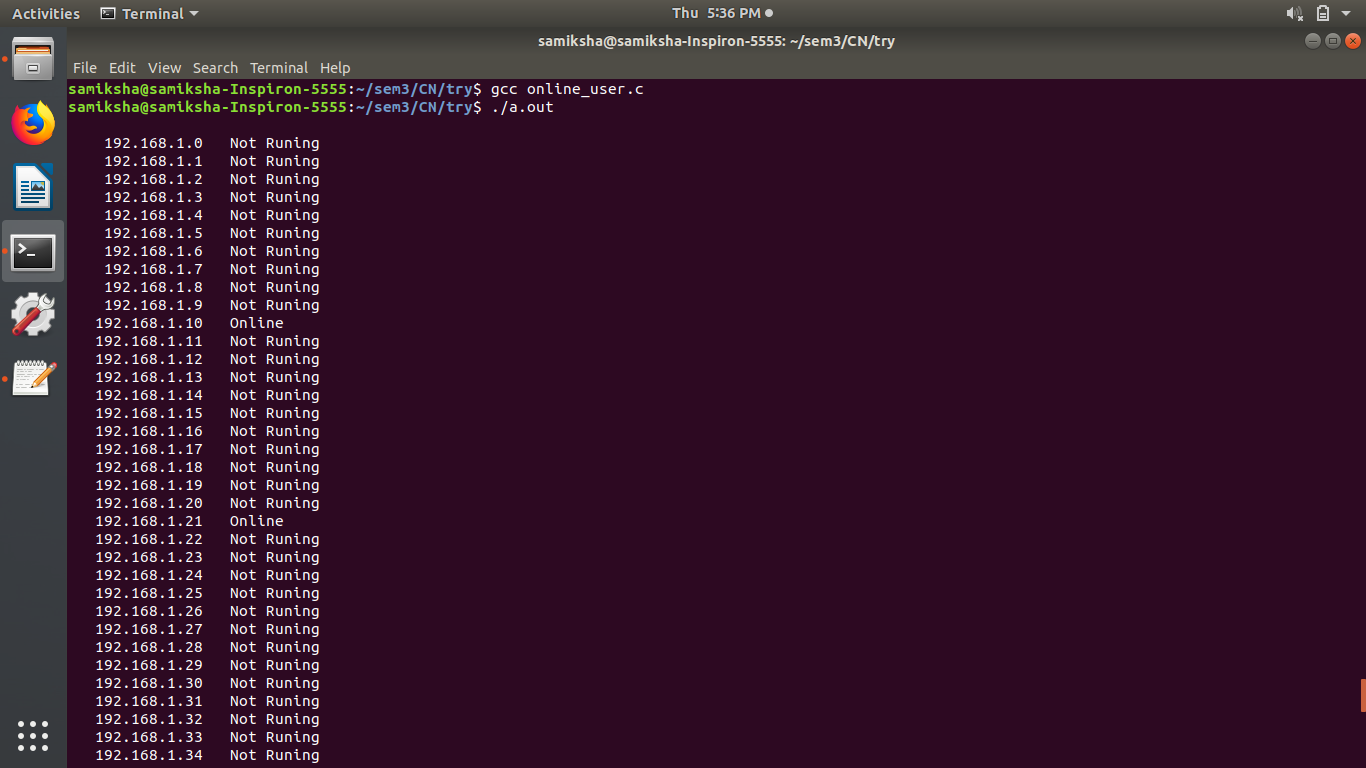 Activities Terminal Thu 5:36 PM
samiksha@samiksha-Inspiron-5555: ~/sem3/CN/try
File Edit View Search Terminal Help
samiksha@samiksha-Inspiron-5555:~/sem3/CN/try$ gcc online_user.c
samiksha@samiksha-Inspiron-5555:~/sem3/CN/try$ ./a.out
192.168.1.0 Not Runing
192.168.1.1 Not Runing
192.168.1.2 Not Runing
192.168.1.3 Not Runing
192.168.1.4 Not Runing
192.168.1.5 Not Runing
192.168.1.6 Not Runing
192.168.1.7 Not Runing
192.168.1.8 Not Runing
192.168.1.9 Not Runing
192.168.1.10 Online
192.168.1.11 Not Runing
192.168.1.12 Not Runing
192.168.1.13 Not Runing
192.168.1.14 Not Runing
192.168.1.15 Not Runing
192.168.1.16 Not Runing
192.168.1.17 Not Runing
192.168.1.18 Not Runing
192.168.1.19 Not Runing
192.168.1.20 Not Runing
192.168.1.21 Online
192.168.1.22 Not Runing
192.168.1.23 Not Runing
192.168.1.24 Not Runing
192.168.1.25 Not Runing
192.168.1.26 Not Runing
192.168.1.27 Not Runing
192.168.1.28 Not Runing
192.168.1.29 Not Runing
192.168.1.30 Not Runing
192.168.1.31 Not Runing
192.168.1.32 Not Runing
192.168.1.33 Not Runing
192.168.1.34 Not Runing